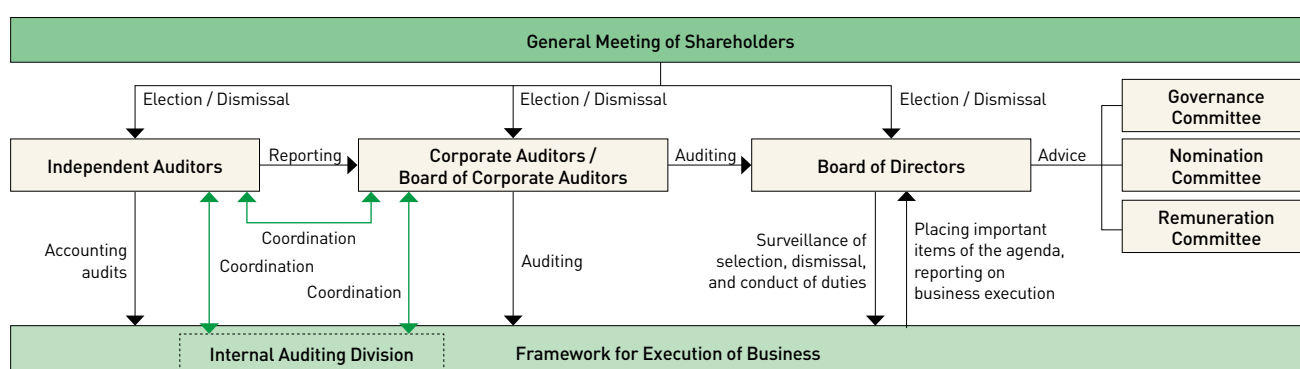 General Meeting of Shareholders
Election / Dismissal
Election / Dismissal
Election / Dismissal
Governance
Committee
Independent Auditors
Reporting
Corporate Auditors /
Board of Corporate Auditors
Auditing
Board of Directors
Advice
Nomination
Committee
Remuneration
Committee
Accounting
audits
Coordination
Coordination
Coordination
Auditing
Surveillance of
selection, dismissal,
and conduct of duties
Placing important
items of the agenda,
reporting on
business execution
Internal Auditing Division
Framework for Execution of Business